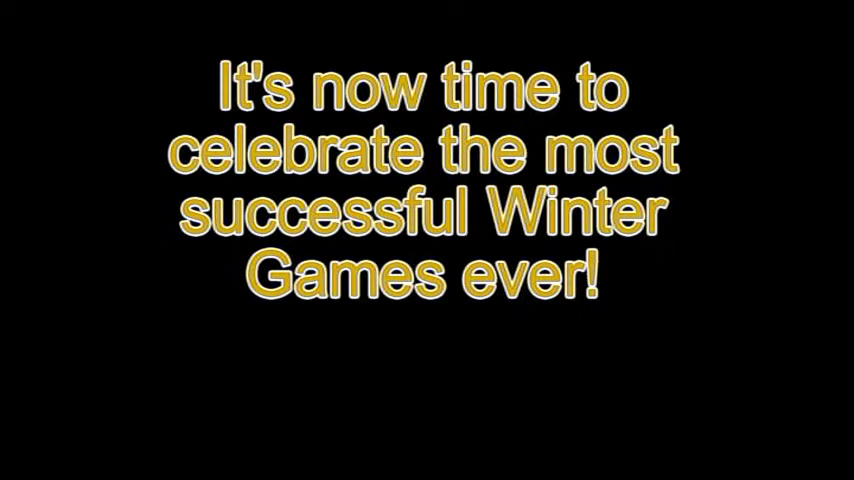 It's now time to
celebrate the most
successful Winter
Games ever!